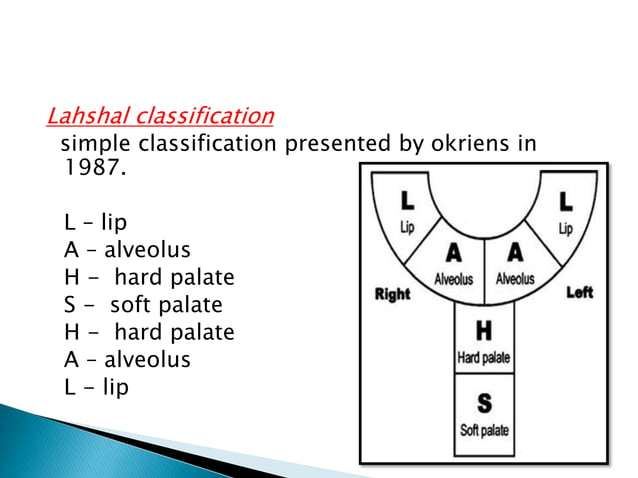 Lahshal classification
simple classification presented by okriens in
1987.
L – lip
A – alveolus
H - hard palate
S - soft palate
H - hard palate
A – alveolus
L - lip
L
Lip
A
Alveolus
A
Alveolus
L
Lip
Right
Left
H
Hard palate
S
Soft palate